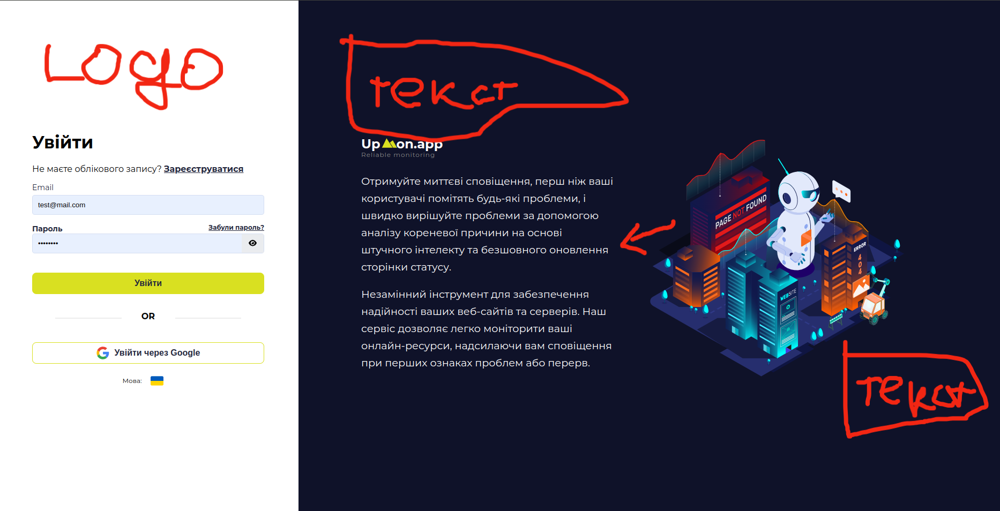 Logo
Увійти
Не маєте облікового запису? Зареєструватися
Email
test@mail.com
Пароль
Забули пароль?
••••••••
Увійти
OR
Увійти через Google
Мова:
текст
Up on.app
Reliable monitoring
Отримуйте миттєві сповіщення, перш ніж ваші
користувачі помітять будь-які проблеми, і
швидко вирішуйте проблеми за допомогою
аналізу кореневої причини на основі
штучного інтелекту та безшовного оновлення
сторінки статусу.
Незамінний інструмент для забезпечення
надійності ваших веб-сайтів та серверів. Наш
сервіс дозволяє легко моніторити ваші
онлайн-ресурси, надсилаючи вам сповіщення
при перших ознаках проблем або перерв.
PAGE NOT FOUND
ERROR
404
WEBSITE
текст